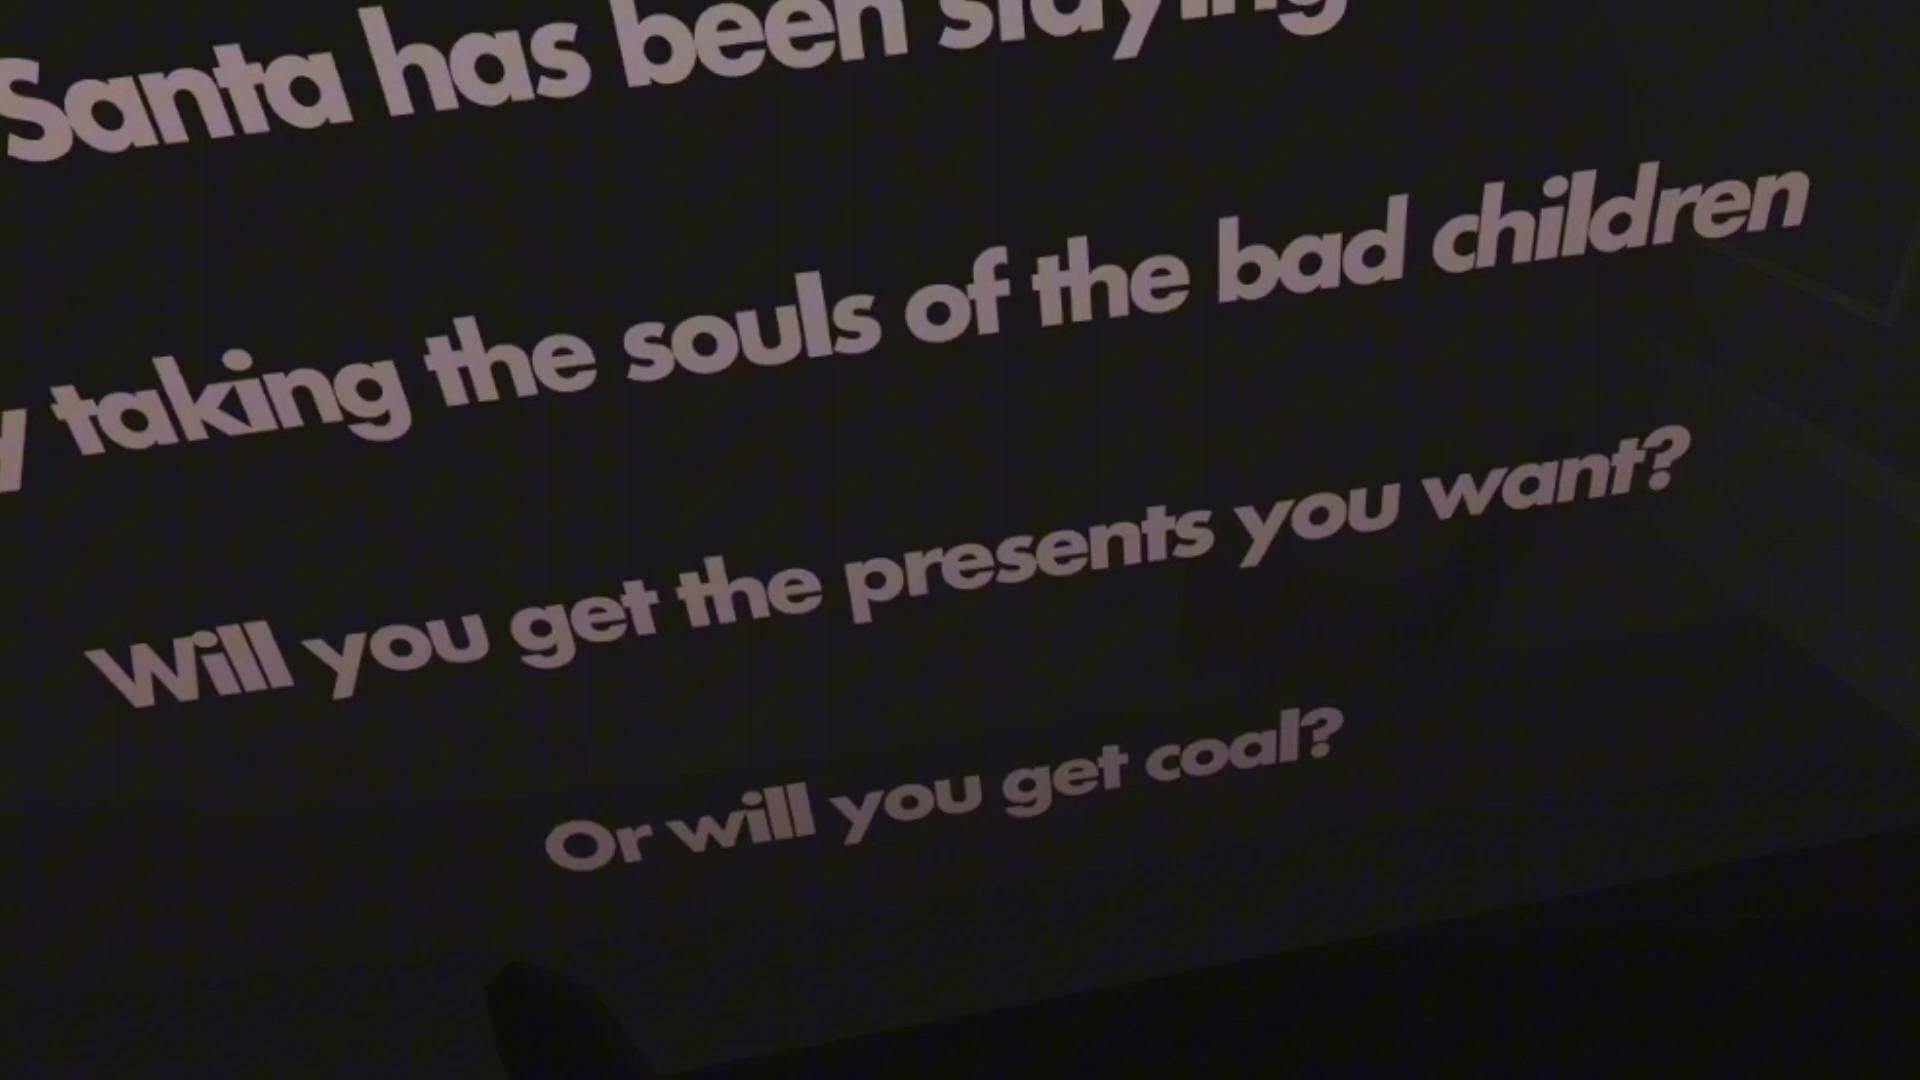 Santa has been
taking the souls of the bad children
Will you get the presents you want?
Or will you get coal?